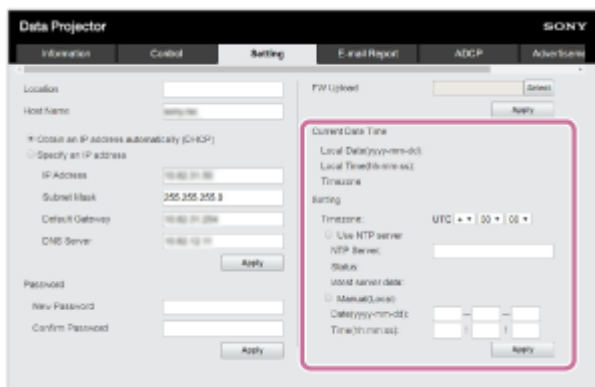 Data Projector
SONY
Information Control Setting E-mail Report ADCP Advertiseme
Location
Host Name
Obtain an IP address automatically (DHCP)
Specify an IP address
IP Address
Subnet Mask 255.255.255.0
Default Gateway
DNS Server
Apply
Password
New Password
Confirm Password
Apply
FW Upload Select
Apply
Current Date Time
Local Date(yyyy-mm-dd):
Local Time(hh:mm:ss):
Timezone
Setting
Timezone: UTC + 00 00
Use NTP server
NTP Server:
Status:
Latest server date:
Manual(Local)
Date(yyyy-mm-dd): – –
Time(hh:mm:ss): : :
Apply